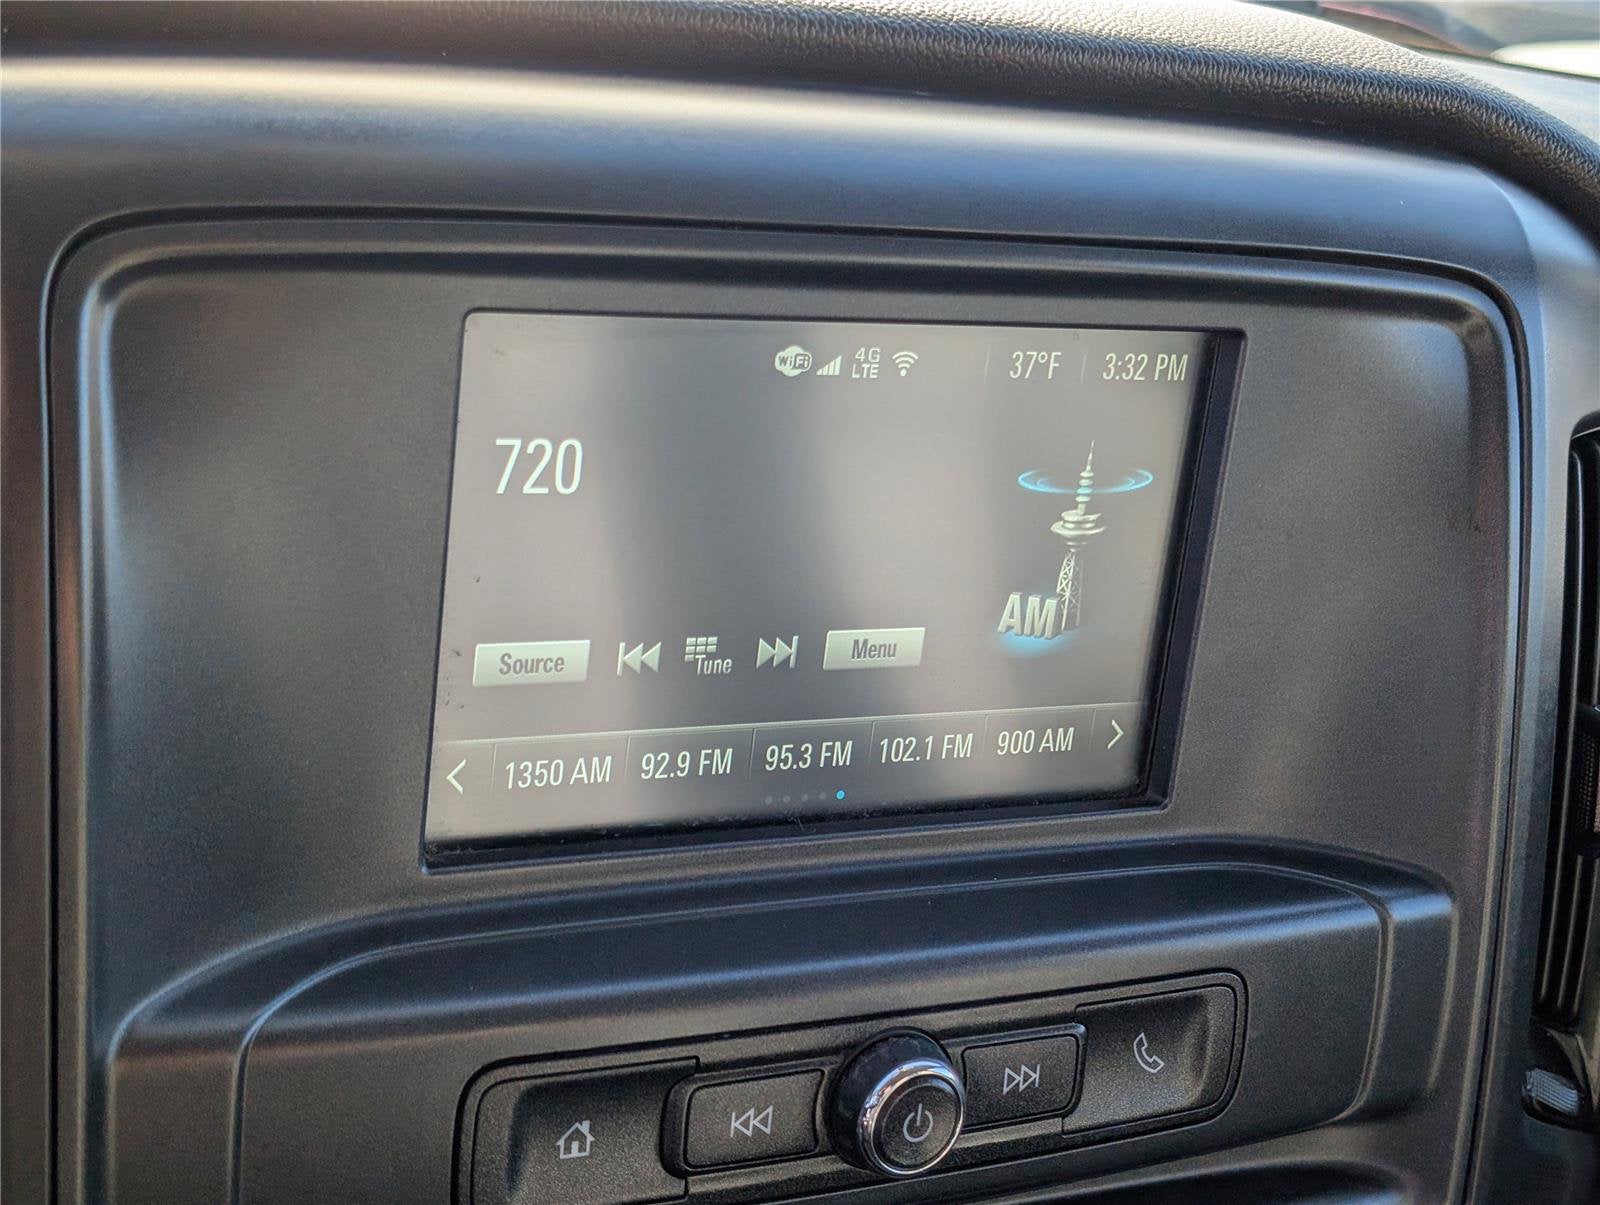 WiFi 4G LTE 37°F 3:32 PM
720
AM
Source Tune Menu
1350 AM 92.9 FM 95.3 FM 102.1 FM 900 AM